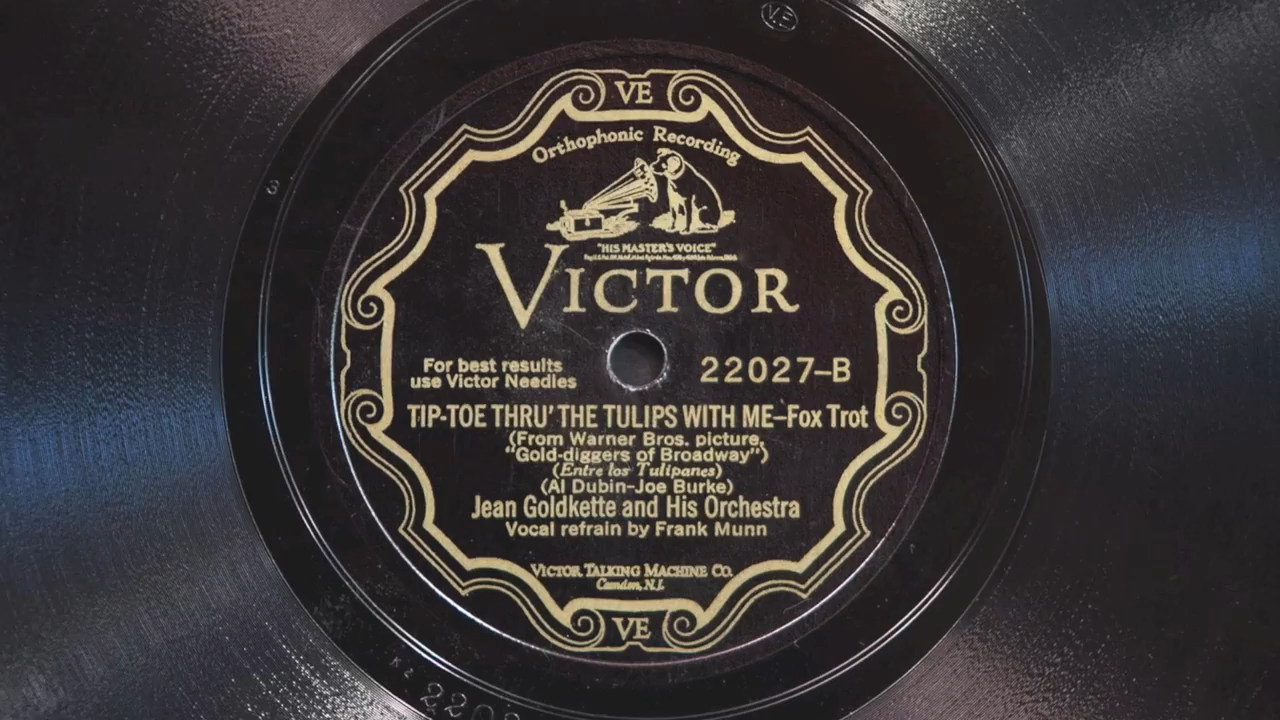 VE
VE
Orthophonic Recording
"HIS MASTER'S VOICE"
VICTOR
For best results
use Victor Needles
22027–B
TIP-TOE THRU' THE TULIPS WITH ME–Fox Trot
(From Warner Bros. picture,
"Gold-diggers of Broadway")
(Entre los Tulipanes)
(Al Dubin–Joe Burke)
Jean Goldkette and His Orchestra
Vocal refrain by Frank Munn
VICTOR TALKING MACHINE CO.
Camden, N.J.
VE